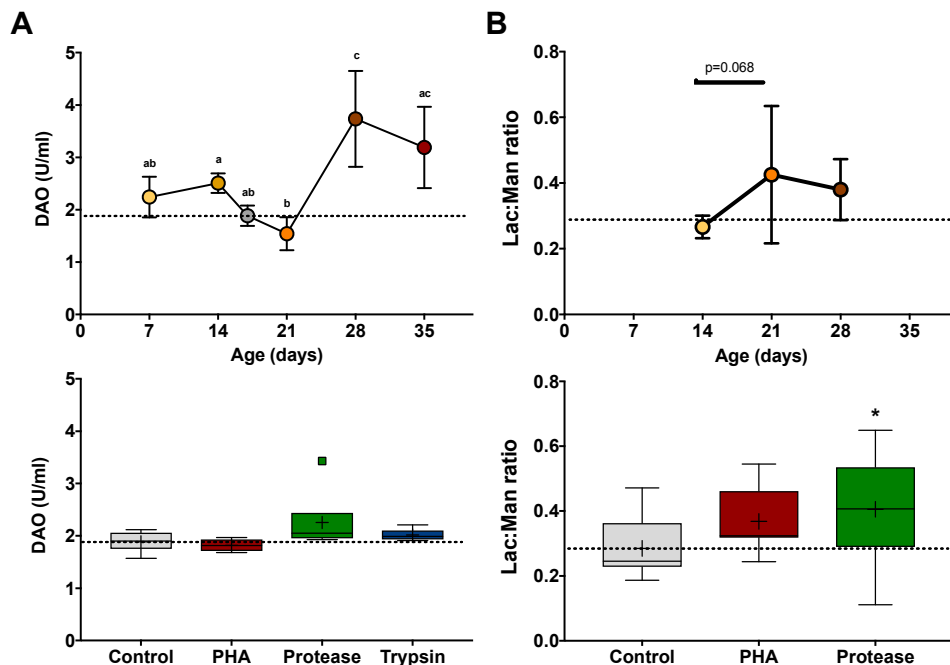 A
B
5
4
3
2
1
0
DAO (U/ml)
ab
a
ab
b
c
ac
0
7
14
21
28
35
Age (days)
0.8
0.6
0.4
0.2
0.0
Lac:Man ratio
p=0.068
0
7
14
21
28
35
Age (days)
5
4
3
2
1
0
DAO (U/ml)
Control
PHA
Protease
Trypsin
0.8
0.6
0.4
0.2
0.0
Lac:Man ratio
*
Control
PHA
Protease